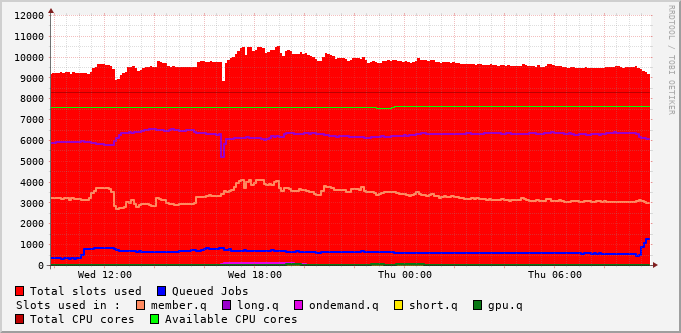 12000
11000
10000
9000
8000
7000
6000
5000
4000
3000
2000
1000
0
Wed 12:00 Wed 18:00 Thu 00:00 Thu 06:00
RRDTOOL / TOBI OETIKER
Total slots used Queued Jobs
Slots used in : member.q long.q ondemand.q short.q gpu.q
Total CPU cores Available CPU cores